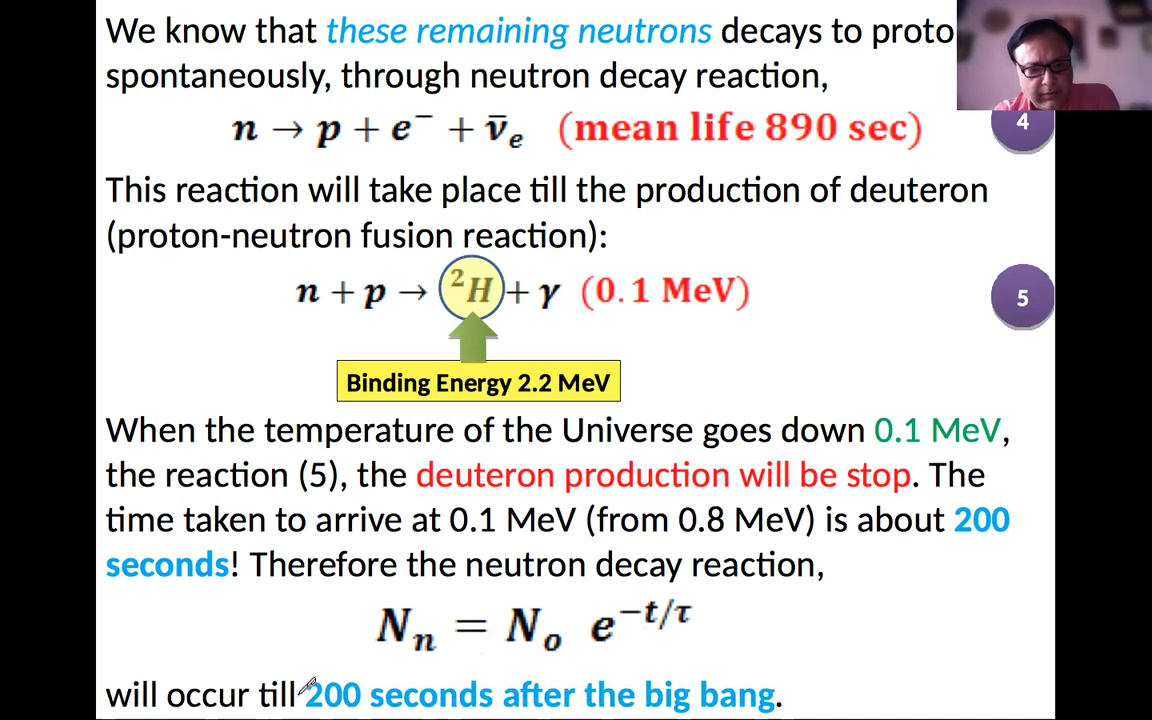 We know that these remaining neutrons decays to proto
spontaneously, through neutron decay reaction,
n → p + e⁻ + ν̄ₑ (mean life 890 sec)
4
This reaction will take place till the production of deuteron
(proton-neutron fusion reaction):
n + p → ²H + γ (0.1 MeV)
5
Binding Energy 2.2 MeV
When the temperature of the Universe goes down 0.1 MeV,
the reaction (5), the deuteron production will be stop. The
time taken to arrive at 0.1 MeV (from 0.8 MeV) is about 200
seconds! Therefore the neutron decay reaction,
Nₙ = Nₒ e^{-t/τ}
will occur till 200 seconds after the big bang.